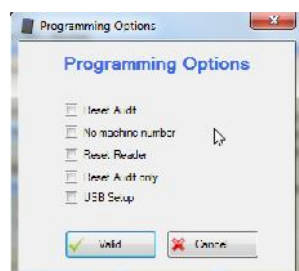 Programming Options
Programming Options
Reset Audit
No machine number
Reset Reader
Reset Audit only
USB Setup
Valid
Cancel